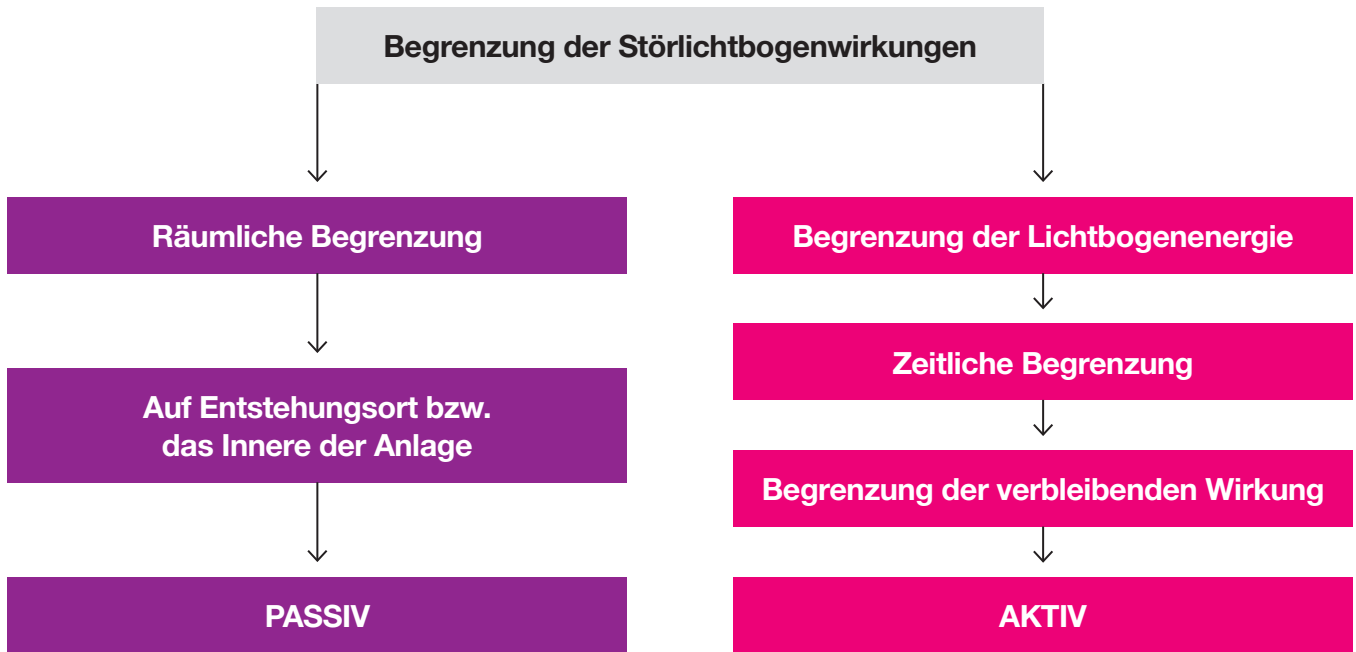 Begrenzung der Störlichtbogenwirkungen
Räumliche Begrenzung
Auf Entstehungsort bzw.
das Innere der Anlage
PASSIV
Begrenzung der Lichtbogenenergie
Zeitliche Begrenzung
Begrenzung der verbleibenden Wirkung
AKTIV